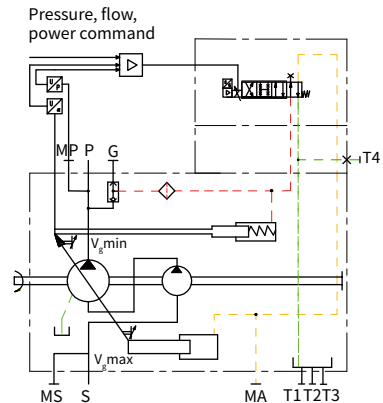 Pressure, flow,
power command
U
p
U
α
MP P G
T4
Vgmin
Vgmax
MS S MA T1 T2 T3